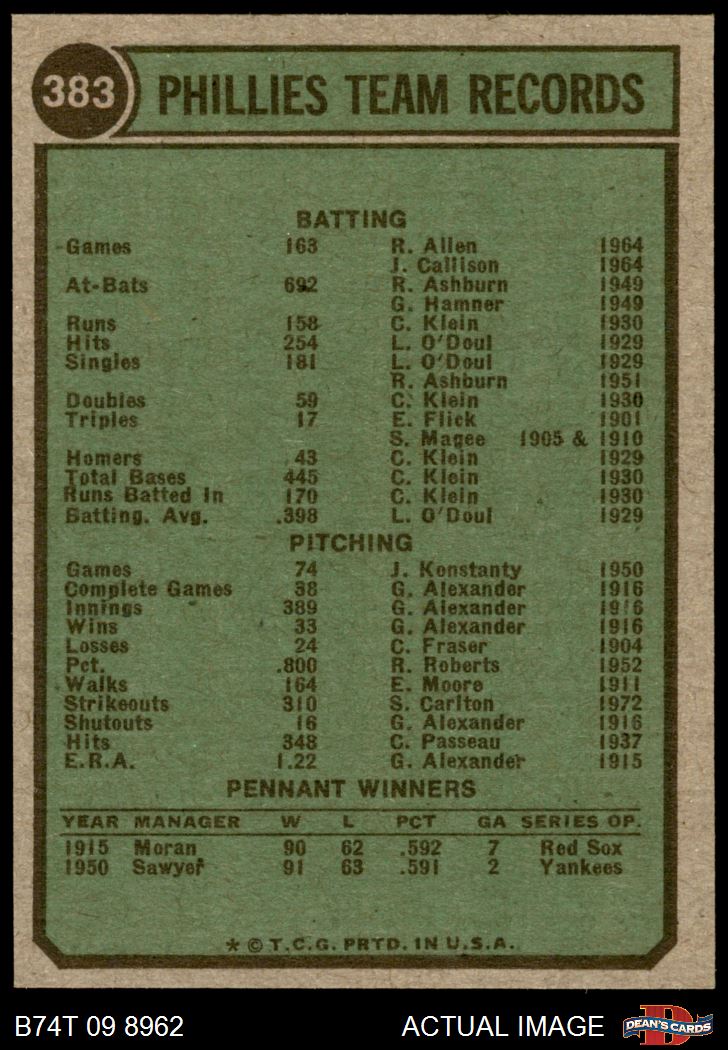 383 PHILLIES TEAM RECORDS
BATTING
Games 163 R. Allen 1964
J. Callison 1964
At-Bats 692 R. Ashburn 1949
G. Hamner 1949
Runs 158 C. Klein 1930
Hits 254 L. O'Doul 1929
Singles 181 L. O'Doul 1929
R. Ashburn 1951
Doubles 59 C. Klein 1930
Triples 17 E. Flick 1901
S. Magee 1905 & 1910
Homers 43 C. Klein 1929
Total Bases 445 C. Klein 1930
Runs Batted In 170 C. Klein 1930
Batting. Avg. .398 L. O'Doul 1929
PITCHING
Games 74 J. Konstanty 1950
Complete Games 38 G. Alexander 1916
Innings 389 G. Alexander 1916
Wins 33 G. Alexander 1916
Losses 24 C. Fraser 1904
Pct. .800 R. Roberts 1952
Walks 164 E. Moore 1911
Strikeouts 310 S. Carlton 1972
Shutouts 16 G. Alexander 1916
Hits 348 C. Passeau 1937
E.R.A. 1.22 G. Alexander 1915
PENNANT WINNERS
YEAR MANAGER W L PCT GA SERIES OP.
1915 Moran 90 62 .592 7 Red Sox
1950 Sawyer 91 63 .591 2 Yankees
* © T.C.G. PRTD. IN U.S.A.
B74T 09 8962 ACTUAL IMAGE D DEAN'S CARDS